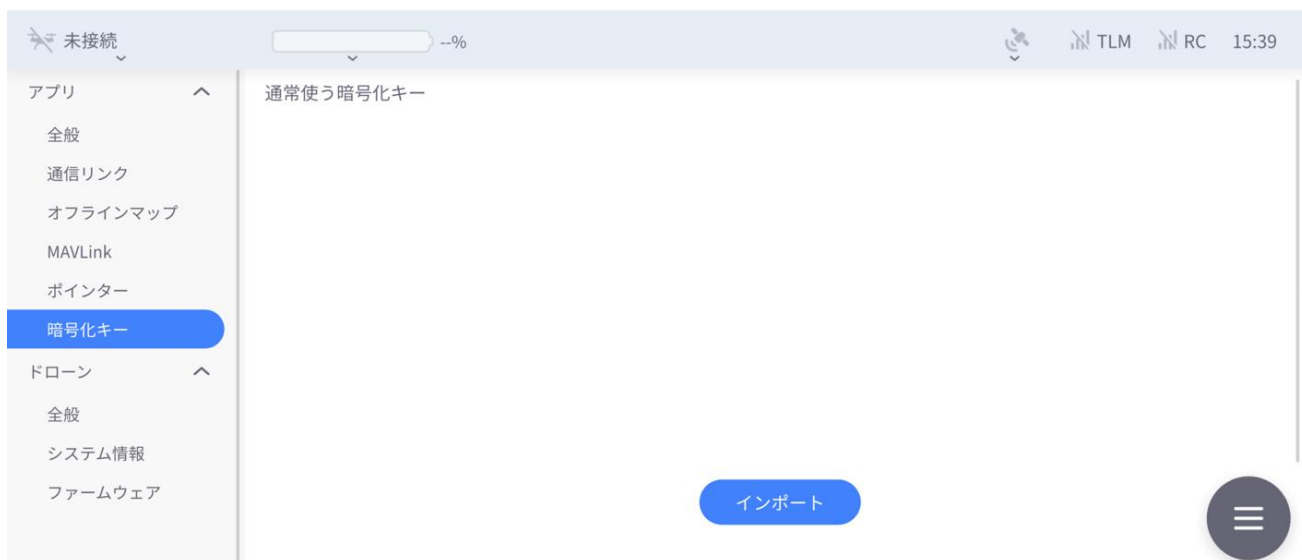 未接続 --% TLM RC 15:39
アプリ
全般
通信リンク
オフラインマップ
MAVLink
ポインター
暗号化キー
ドローン
全般
システム情報
ファームウェア
通常使う暗号化キー
インポート